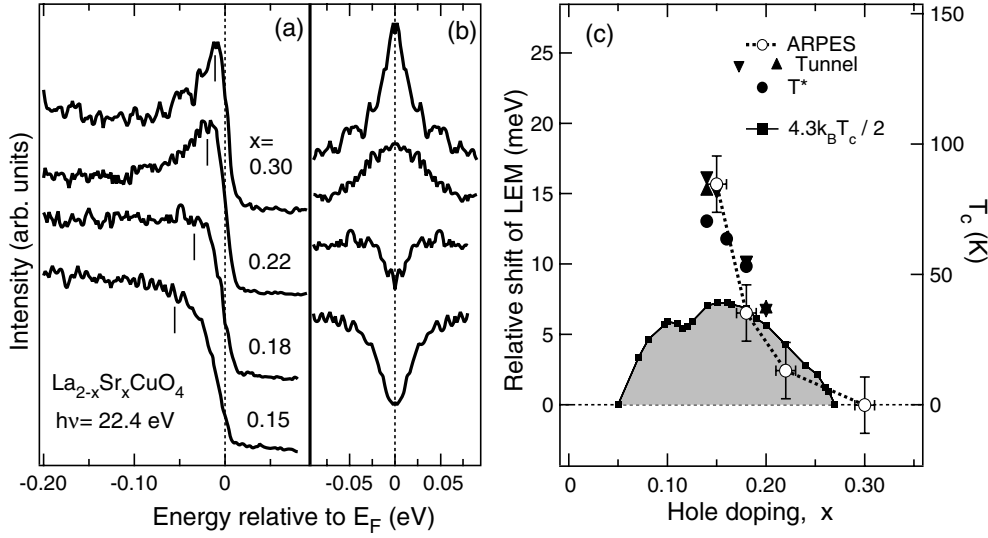 (a)
(b)
(c)
Intensity (arb. units)
x=
0.30
0.22
0.18
0.15
La2-xSrxCuO4
hν= 22.4 eV
-0.20
-0.10
0
-0.05
0
0.05
Energy relative to EF (eV)
Relative shift of LEM (meV)
25
20
15
10
5
0
ARPES
Tunnel
T*
4.3kBTc / 2
150
100
50
0
Tc (K)
0
0.10
0.20
0.30
Hole doping, x